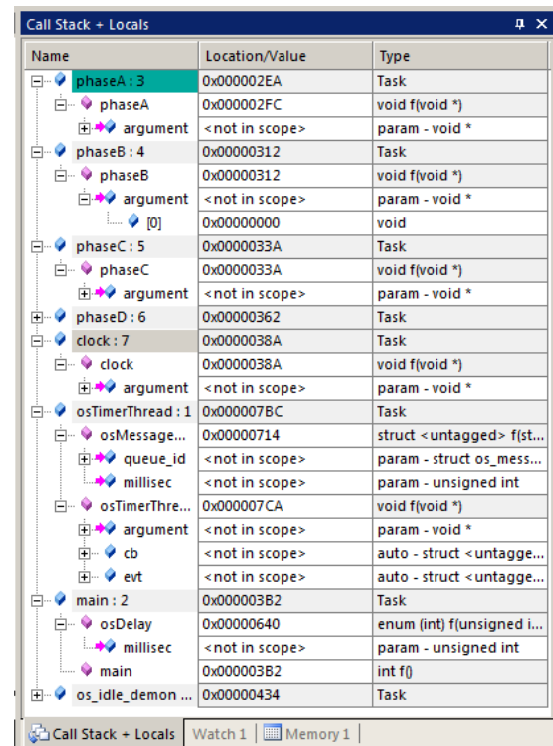 Call Stack + Locals
Name Location/Value Type
phaseA : 3 0x000002EA Task
phaseA 0x000002FC void f(void *)
argument <not in scope> param - void *
phaseB : 4 0x00000312 Task
phaseB 0x00000312 void f(void *)
argument <not in scope> param - void *
[0] 0x00000000 void
phaseC : 5 0x0000033A Task
phaseC 0x0000033A void f(void *)
argument <not in scope> param - void *
phaseD : 6 0x00000362 Task
clock : 7 0x0000038A Task
clock 0x0000038A void f(void *)
argument <not in scope> param - void *
osTimerThread : 1 0x000007BC Task
osMessage... 0x00000714 struct <untagged> f(st...
queue_id <not in scope> param - struct os_mess...
millisec <not in scope> param - unsigned int
osTimerThre... 0x000007CA void f(void *)
argument <not in scope> param - void *
cb <not in scope> auto - struct <untagge...
evt <not in scope> auto - struct <untagge...
main : 2 0x000003B2 Task
osDelay 0x00000640 enum (int) f(unsigned i...
millisec <not in scope> param - unsigned int
main 0x000003B2 int f()
os_idle_demon ... 0x00000434 Task
Call Stack + Locals Watch 1 Memory 1